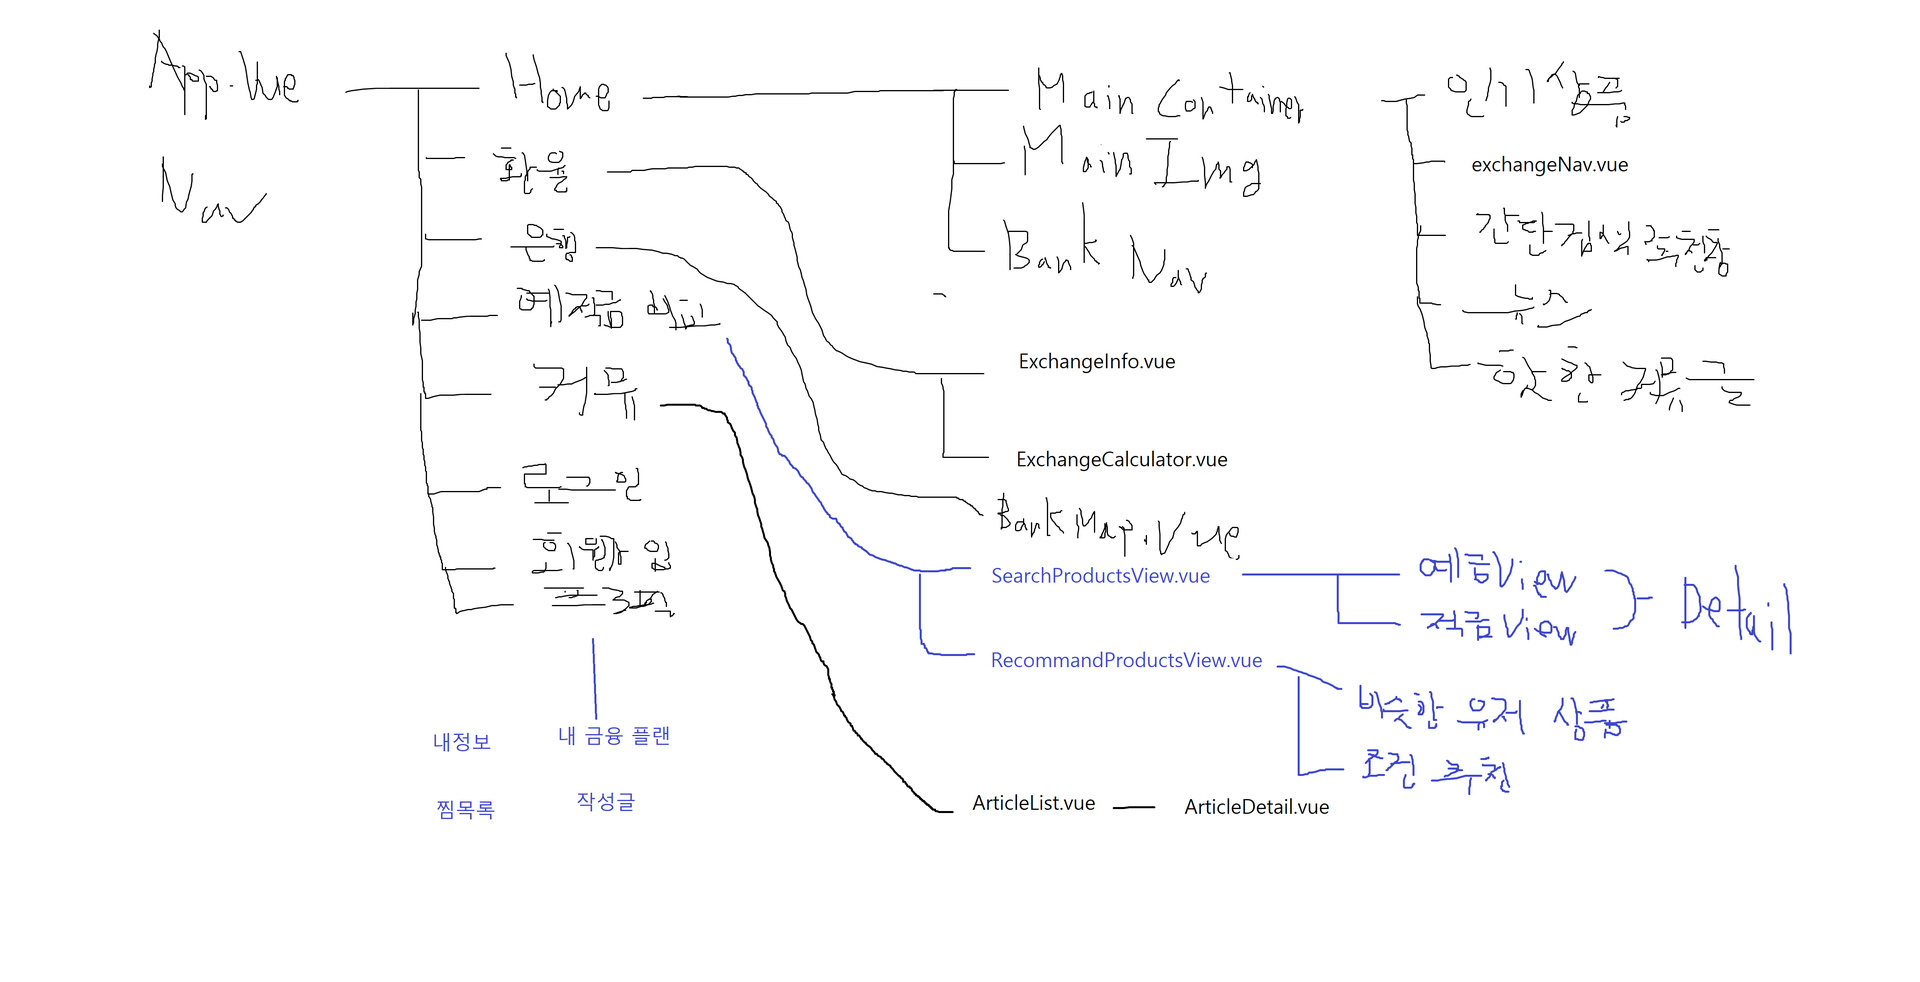 App.Vue
Nav
Home
환율
은행
예적금 비교
커뮤
로그인
회원가입
프로필
내정보
내 금융 플랜
찜목록
작성글
Main Container
Main Img
Bank Nav
ExchangeInfo.vue
ExchangeCalculator.vue
BankMap.Vue
SearchProductsView.vue
RecommandProductsView.vue
ArticleList.vue
ArticleDetail.vue
인기상품
exchangeNav.vue
간단검색추천창
뉴스
핫한 커뮤글
예금View
적금View
Detail
비슷한 유저 상품
조건 추천